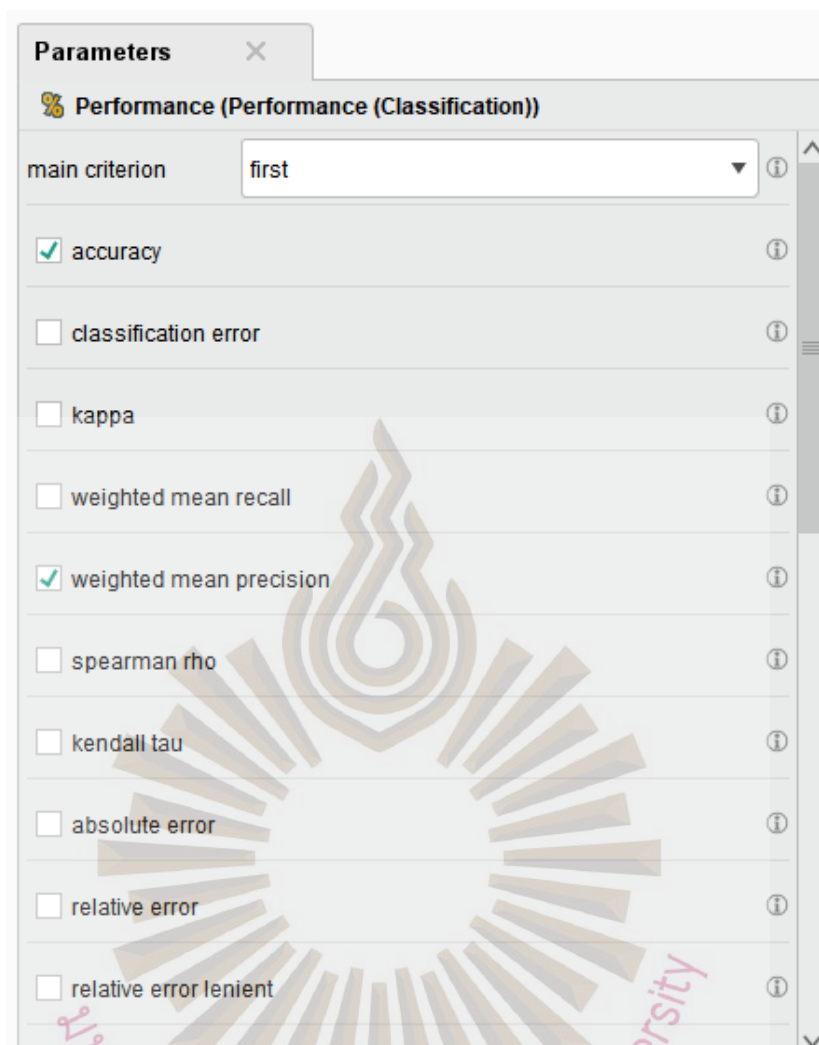 Parameters
Performance (Performance (Classification))
main criterion
first
accuracy
classification error
kappa
weighted mean recall
weighted mean precision
spearman rho
kendall tau
absolute error
relative error
relative error lenient